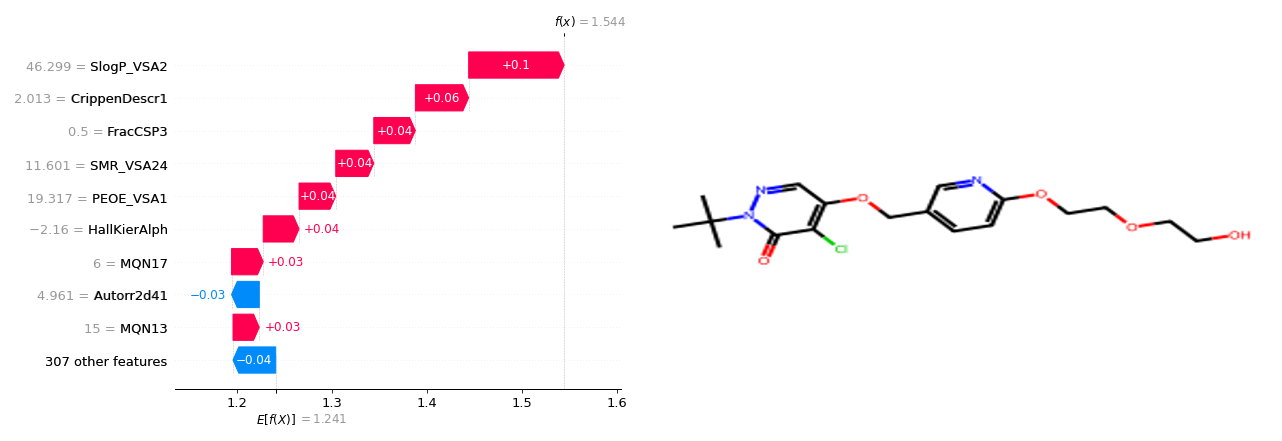 f(x) = 1.544
46.299 = SlogP_VSA2
+0.1
2.013 = CrippenDescr1
+0.06
0.5 = FracCSP3
+0.04
11.601 = SMR_VSA24
+0.04
19.317 = PEOE_VSA1
+0.04
−2.16 = HallKierAlph
+0.04
6 = MQN17
+0.03
4.961 = Autorr2d41
−0.03
15 = MQN13
+0.03
307 other features
−0.04
1.2 1.3 1.4 1.5 1.6
E[f(X)] = 1.241
N
N
O
Cl
O
N
O
O
OH